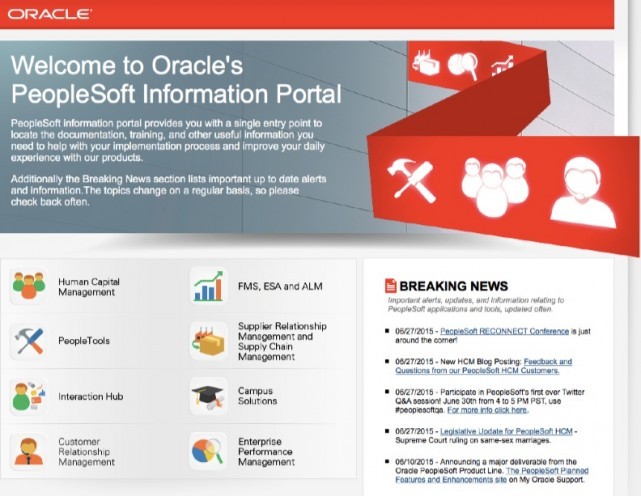 ORACLE
Welcome to Oracle's
PeopleSoft Information Portal
PeopleSoft information portal provides you with a single entry point to
locate the documentation, training, and other useful information you
need to help with your implementation process and improve your daily
experience with our products.
Additionally the Breaking News section lists important up to date alerts
and information.The topics change on a regular basis, so please
check back often.
Human Capital
Management
FMS, ESA and ALM
PeopleTools
Supplier Relationship
Management and
Supply Chain
Management
Interaction Hub
Campus
Solutions
Customer
Relationship
Management
Enterprise
Performance
Management
BREAKING NEWS
Important alerts, updates, and information relating to
PeopleSoft applications and tools, updated often.
06/27/2015 - PeopleSoft RECONNECT Conference is just
around the corner!
06/27/2015 - New HCM Blog Posting: Feedback and
Questions from our PeopleSoft HCM Customers.
06/27/2015 - Participate in PeopleSoft's first ever Twitter
Q&A session! June 30th from 4 to 5 PM PST, use
#peoplesoftqa. For more info click here.
06/27/2015 - Legislative Update for PeopleSoft HCM -
Supreme Court ruling on same-sex marriages.
06/10/2015 - Announcing a major deliverable from the
Oracle PeopleSoft Product Line. The PeopleSoft Planned
Features and Enhancements site on My Oracle Support.